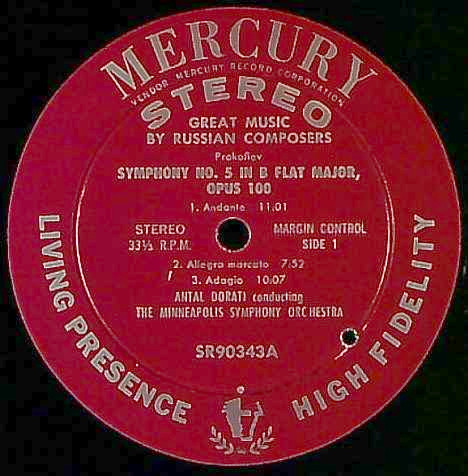 MERCURY
VENDOR MERCURY RECORD CORPORATION
STEREO
GREAT MUSIC
BY RUSSIAN COMPOSERS
Prokofiev
SYMPHONY NO. 5 IN B FLAT MAJOR,
OPUS 100
1. Andante 11.01
STEREO
33⅓ R.P.M.
MARGIN CONTROL
SIDE 1
2. Allegro marcato 7:52
3. Adagio 10:07
ANTAL DORATI conducting
THE MINNEAPOLIS SYMPHONY ORCHESTRA
SR90343A
LIVING PRESENCE
HIGH FIDELITY